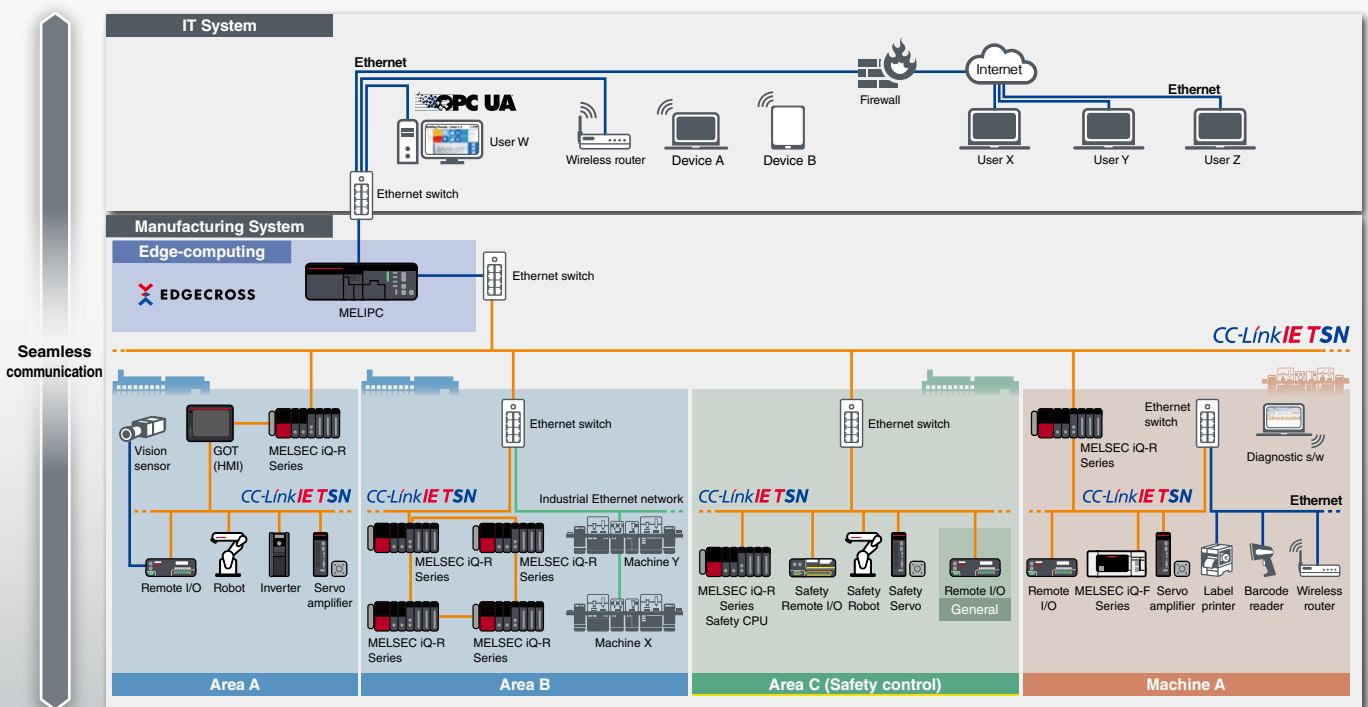 IT System
Ethernet
OPC UA
User W
Wireless router
Device A
Device B
Firewall
Internet
Ethernet
User X
User Y
User Z
Ethernet switch
Manufacturing System
Edge-computing
EDGECROSS
MELIPC
Ethernet switch
Seamless
communication
CC-Link IE TSN
Vision
sensor
GOT
(HMI)
MELSEC iQ-R
Series
CC-Link IE TSN
Remote I/O
Robot
Inverter
Servo
amplifier
Area A
Ethernet switch
CC-Link IE TSN
Industrial Ethernet network
MELSEC iQ-R
Series
MELSEC iQ-R
Series
Machine Y
MELSEC iQ-R
Series
MELSEC iQ-R
Series
Machine X
Area B
Ethernet switch
CC-Link IE TSN
MELSEC iQ-R
Series
Safety CPU
Safety
Remote I/O
Safety
Robot
Safety
Servo
Remote I/O
General
Area C (Safety control)
MELSEC iQ-R
Series
Ethernet
switch
Diagnostic s/w
CC-Link IE TSN
Ethernet
Remote
I/O
MELSEC iQ-F
Series
Servo
amplifier
Label
printer
Barcode
reader
Wireless
router
Machine A